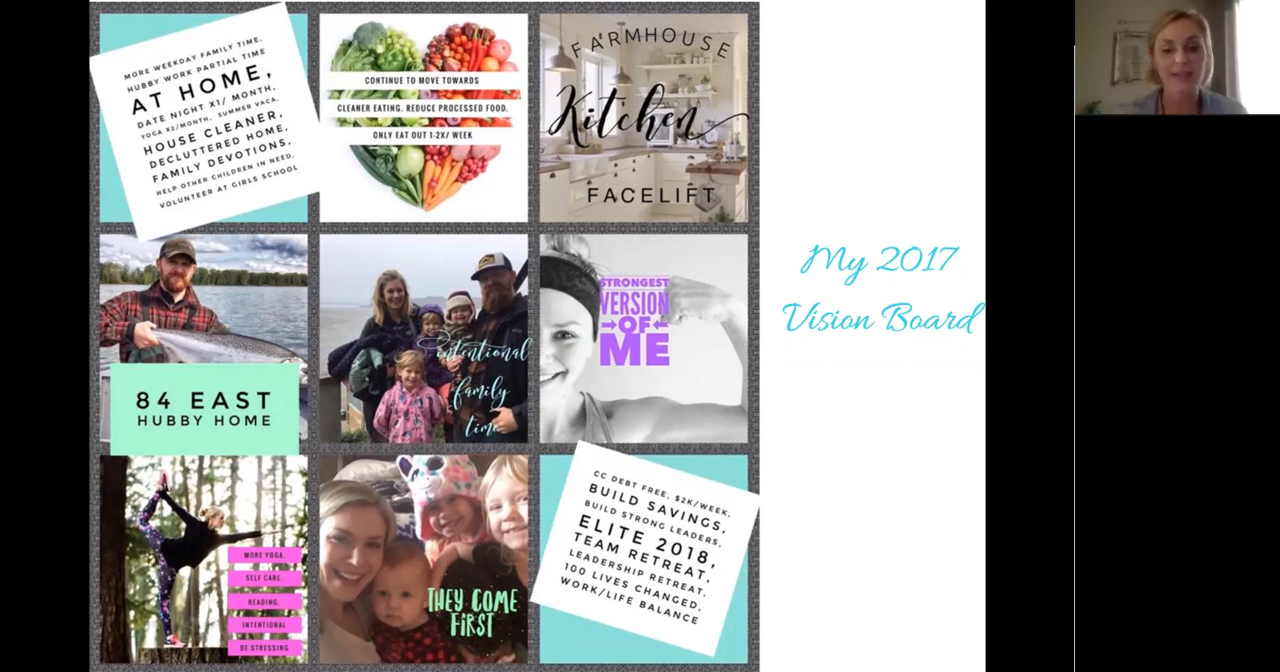 MORE WEEKDAY FAMILY TIME,
HUBBY WORK PARTIAL TIME
AT HOME,
DATE NIGHT X1/ MONTH,
YOGA X2/MONTH, SUMMER VACA,
HOUSE CLEANER,
DECLUTTERED HOME,
FAMILY DEVOTIONS,
HELP OTHER CHILDREN IN NEED,
VOLUNTEER AT GIRLS SCHOOL
CONTINUE TO MOVE TOWARDS
CLEANER EATING. REDUCE PROCESSED FOOD.
ONLY EAT OUT 1-2X/ WEEK
FARMHOUSE
Kitchen
FACELIFT
84 EAST
HUBBY HOME
intentional
family
time
STRONGEST
VERSION
OF
ME
MORE YOGA.
SELF CARE.
READING.
INTENTIONAL
DE-STRESSING
THEY COME
FIRST
CC DEBT FREE, $2K/WEEK,
BUILD SAVINGS,
BUILD STRONG LEADERS,
ELITE 2018,
TEAM RETREAT,
LEADERSHIP RETREAT,
100 LIVES CHANGED,
WORK/LIFE BALANCE
My 2017
Vision Board